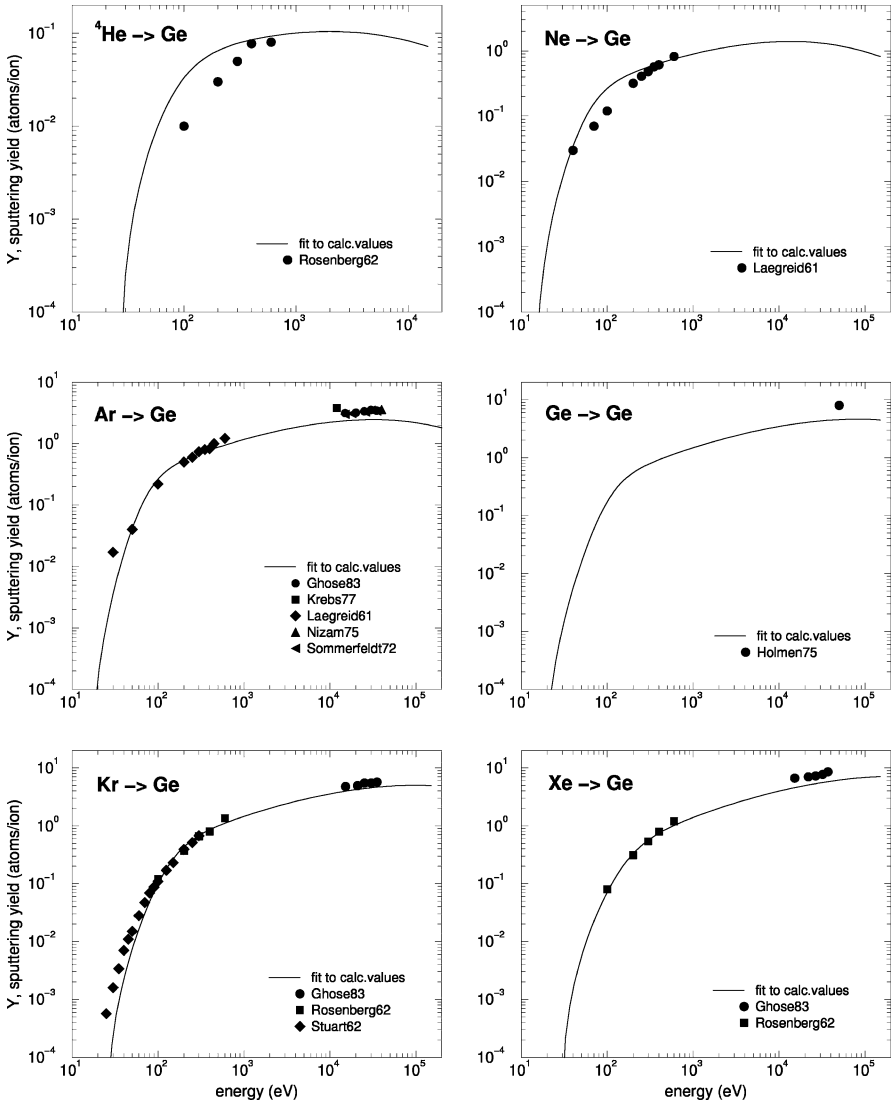 ⁴He –> Ge
Y, sputtering yield (atoms/ion)
10⁻¹
10⁻²
10⁻³
10⁻⁴
fit to calc.values
Rosenberg62
10¹ 10² 10³ 10⁴
Ne –> Ge
10⁰
10⁻¹
10⁻²
10⁻³
10⁻⁴
fit to calc.values
Laegreid61
10¹ 10² 10³ 10⁴ 10⁵
Ar –> Ge
Y, sputtering yield (atoms/ion)
10¹
10⁰
10⁻¹
10⁻²
10⁻³
10⁻⁴
fit to calc.values
Ghose83
Krebs77
Laegreid61
Nizam75
Sommerfeldt72
10¹ 10² 10³ 10⁴ 10⁵
Ge –> Ge
10¹
10⁰
10⁻¹
10⁻²
10⁻³
10⁻⁴
fit to calc.values
Holmen75
10¹ 10² 10³ 10⁴ 10⁵
Kr –> Ge
Y, sputtering yield (atoms/ion)
10¹
10⁰
10⁻¹
10⁻²
10⁻³
10⁻⁴
fit to calc.values
Ghose83
Rosenberg62
Stuart62
10¹ 10² 10³ 10⁴ 10⁵
energy (eV)
Xe –> Ge
10¹
10⁰
10⁻¹
10⁻²
10⁻³
10⁻⁴
fit to calc.values
Ghose83
Rosenberg62
10¹ 10² 10³ 10⁴ 10⁵
energy (eV)